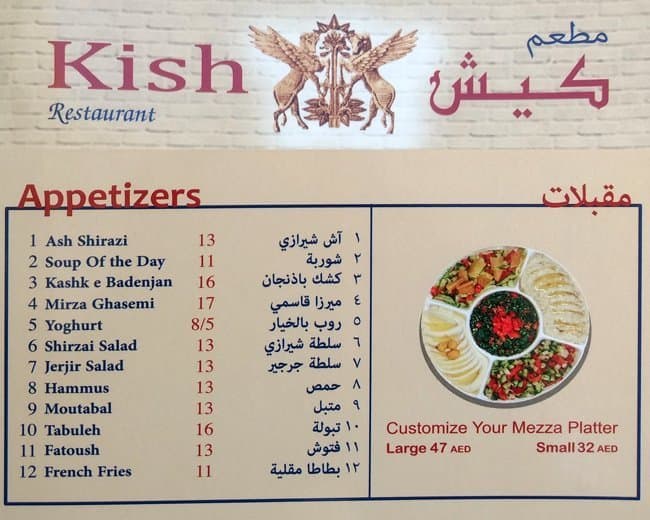 Kish
Restaurant
مطعم
كيش
Appetizers
مقبلات
1 Ash Shirazi 13 آش شيرازي ١
2 Soup Of the Day 11 شوربة ٢
3 Kashk e Badenjan 16 كشك باذنجان ٣
4 Mirza Ghasemi 17 ميرزا قاسمي ٤
5 Yoghurt 8/5 روب بالخيار ٥
6 Shirzai Salad 13 سلطة شيرازي ٦
7 Jerjir Salad 13 سلطة جرجير ٧
8 Hammus 13 حمص ٨
9 Moutabal 13 متبل ٩
10 Tabuleh 16 تبولة ١٠
11 Fatoush 13 فتوش ١١
12 French Fries 11 بطاطا مقلية ١٢
Customize Your Mezza Platter
Large 47 AED Small 32 AED